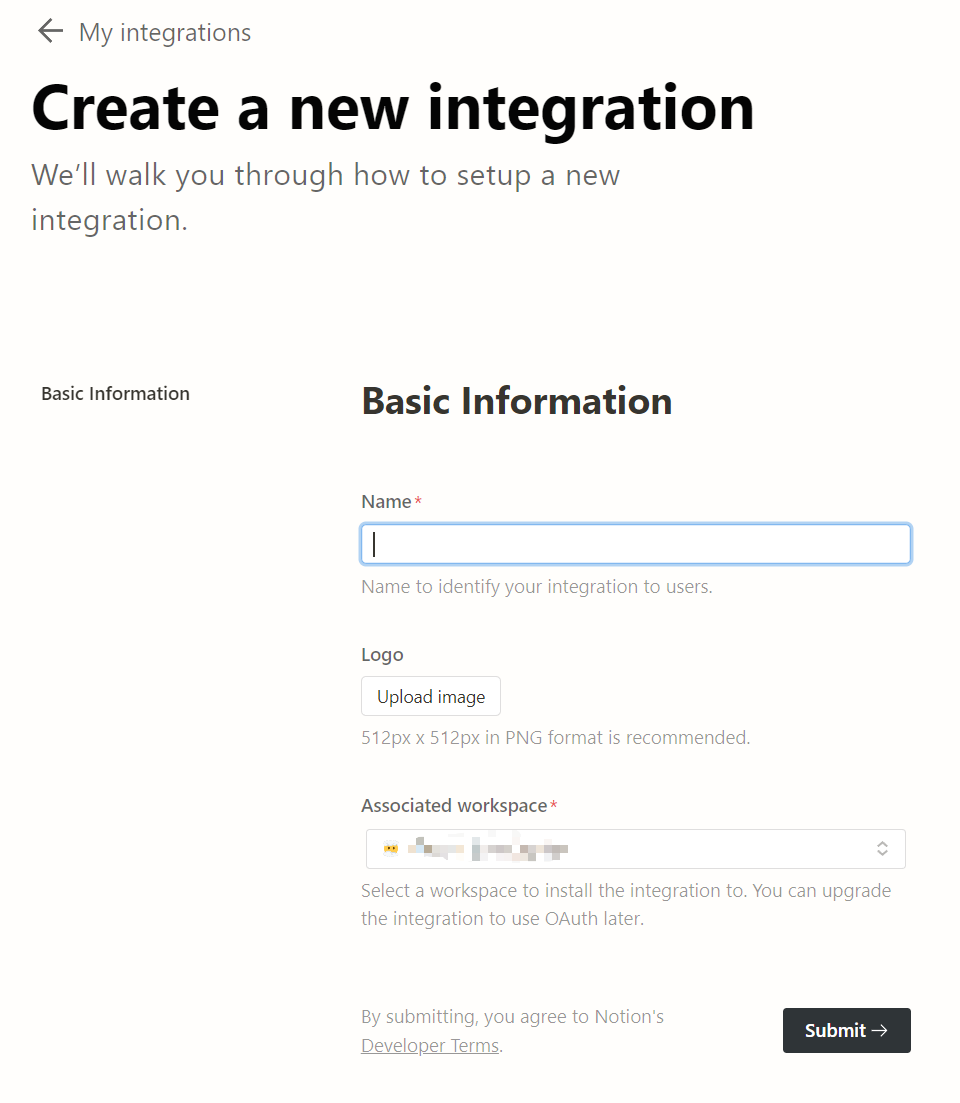 My integrations
Create a new integration
We’ll walk you through how to setup a new
integration.
Basic Information
Basic Information
Name*
Name to identify your integration to users.
Logo
Upload image
512px x 512px in PNG format is recommended.
Associated workspace*
Select a workspace to install the integration to. You can upgrade
the integration to use OAuth later.
By submitting, you agree to Notion's
Developer Terms.
Submit →